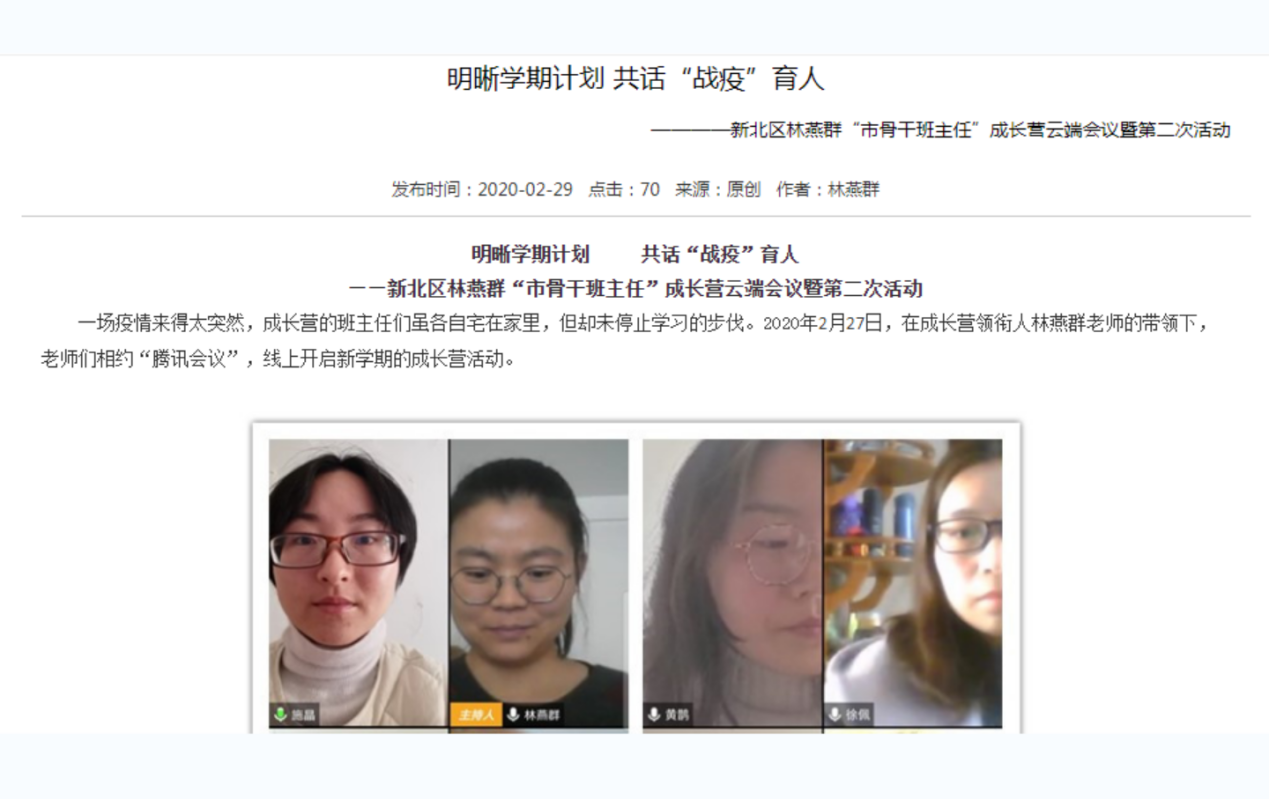 明晰学期计划 共话“战疫”育人
————新北区林燕群“市骨干班主任”成长营云端会议暨第二次活动
发布时间：2020-02-29 点击：70 来源：原创 作者：林燕群
明晰学期计划 共话“战疫”育人
——新北区林燕群“市骨干班主任”成长营云端会议暨第二次活动
一场疫情来得太突然，成长营的班主任们虽各自宅在家里，但却未停止学习的步伐。2020年2月27日，在成长营领衔人林燕群老师的带领下，
老师们相约“腾讯会议”，线上开启新学期的成长营活动。
施晶
主持人 林燕群
黄鹊
徐佩